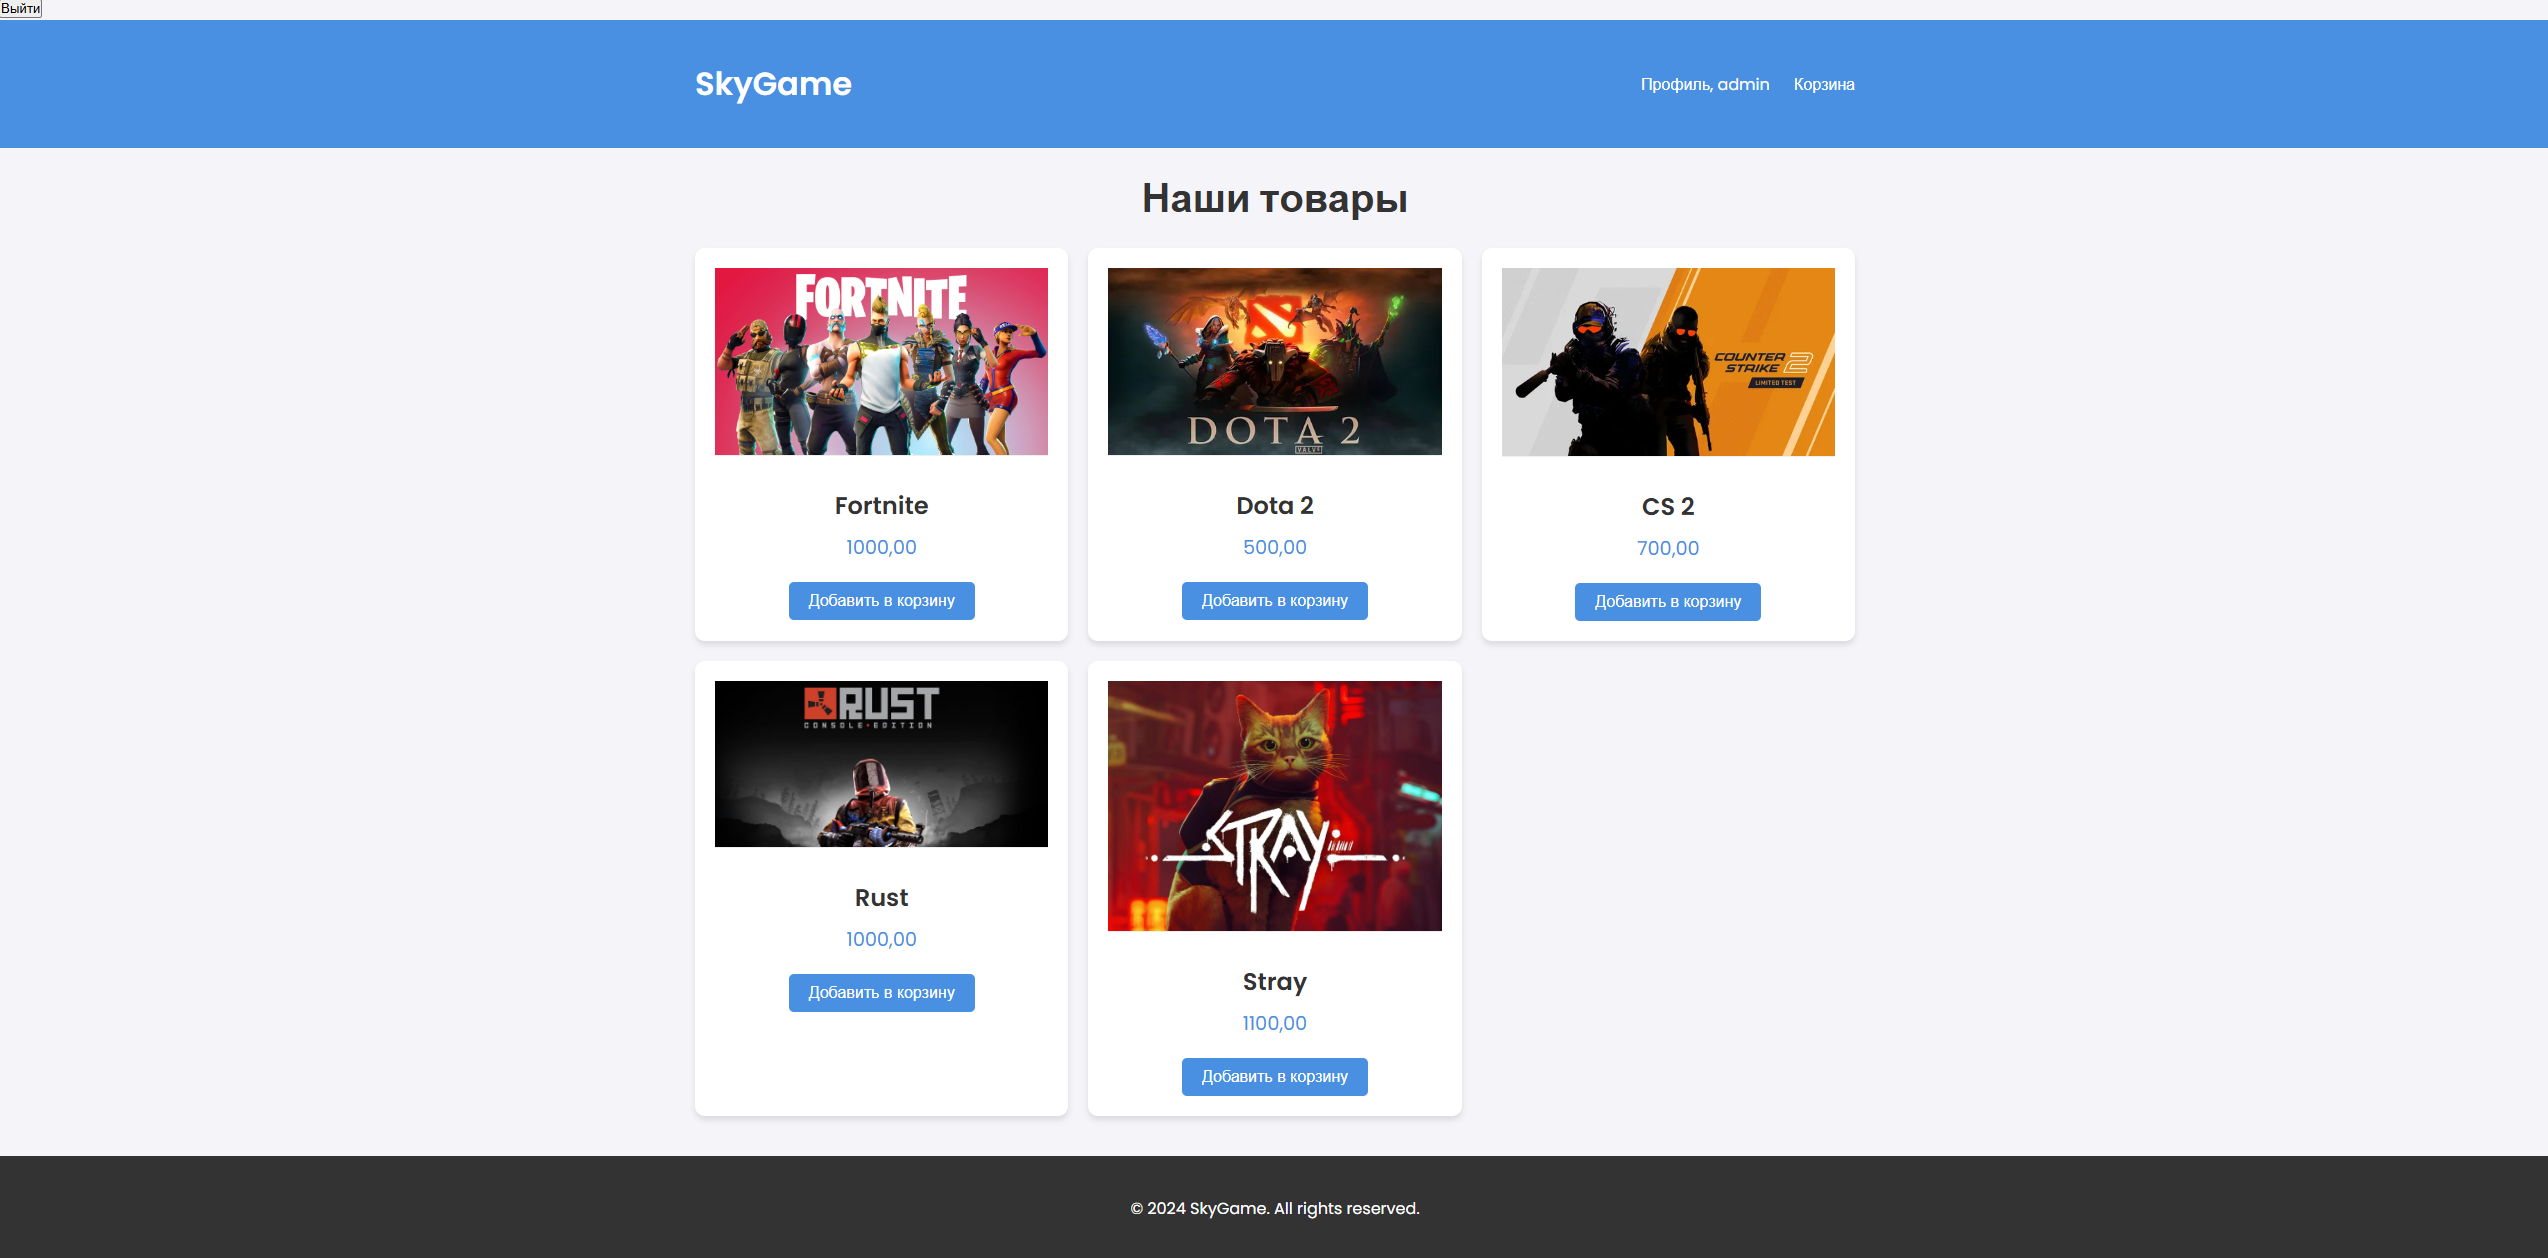 Выйти
SkyGame
Профиль, admin
Корзина
Наши товары
FORTNITE
DOTA 2
VALVE
COUNTER
STRIKE 2
LIMITED TEST
Fortnite
1000,00
Добавить в корзину
Dota 2
500,00
Добавить в корзину
CS 2
700,00
Добавить в корзину
RUST
CONSOLE EDITION
STRAY
Rust
1000,00
Добавить в корзину
Stray
1100,00
Добавить в корзину
© 2024 SkyGame. All rights reserved.